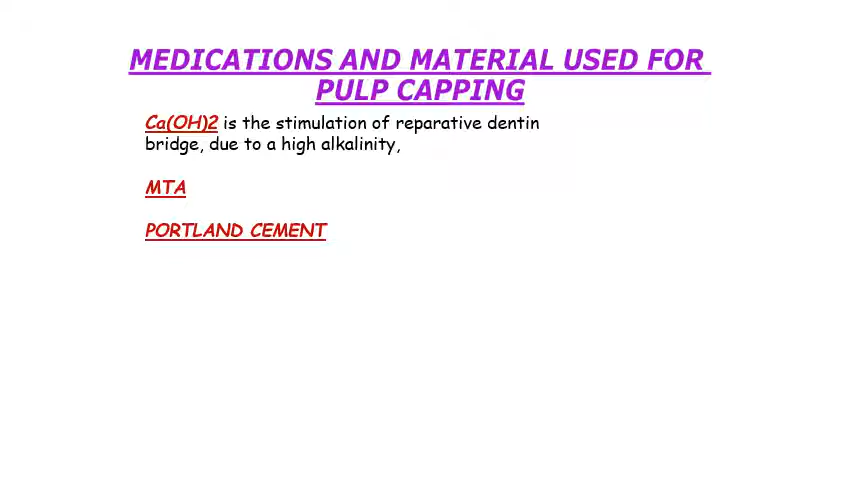 MEDICATIONS AND MATERIAL USED FOR
PULP CAPPING
Ca(OH)2 is the stimulation of reparative dentin
bridge, due to a high alkalinity,
MTA
PORTLAND CEMENT